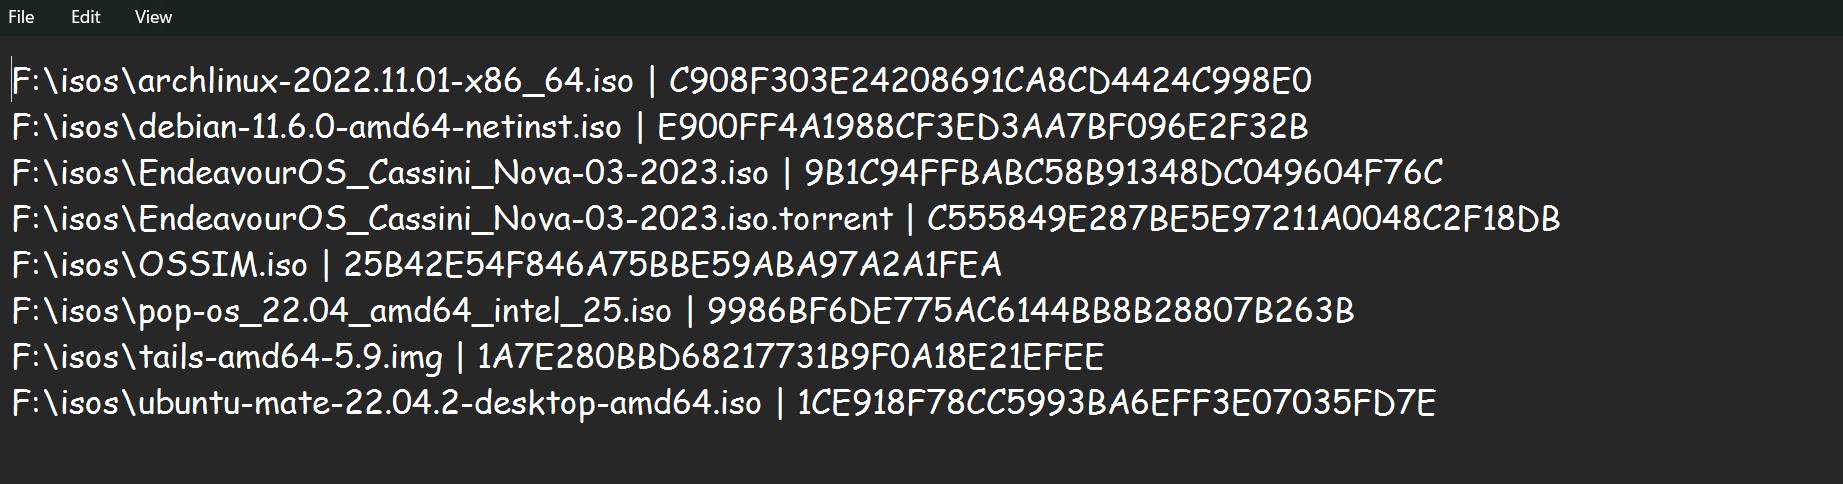 File Edit View
F:\isos\archlinux-2022.11.01-x86_64.iso | C908F303E24208691CA8CD4424C998E0
F:\isos\debian-11.6.0-amd64-netinst.iso | E900FF4A1988CF3ED3AA7BF096E2F32B
F:\isos\EndeavourOS_Cassini_Nova-03-2023.iso | 9B1C94FFBABC58B91348DC049604F76C
F:\isos\EndeavourOS_Cassini_Nova-03-2023.iso.torrent | C555849E287BE5E97211A0048C2F18DB
F:\isos\OSSIM.iso | 25B42E54F846A75BBE59ABA97A2A1FEA
F:\isos\pop-os_22.04_amd64_intel_25.iso | 9986BF6DE775AC6144BB8B28807B263B
F:\isos\tails-amd64-5.9.img | 1A7E280BBD68217731B9F0A18E21EFEE
F:\isos\ubuntu-mate-22.04.2-desktop-amd64.iso | 1CE918F78CC5993BA6EFF3E07035FD7E